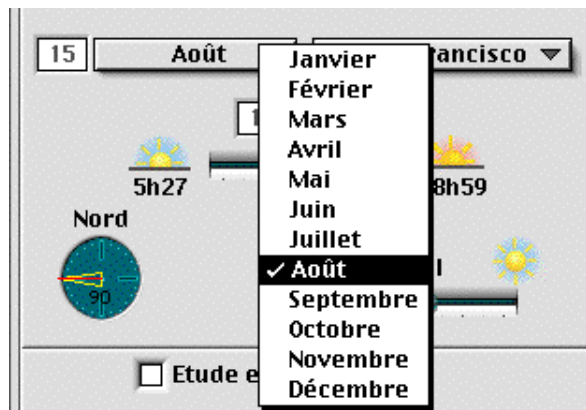 15 Août ancisco
Janvier
Février
Mars
Avril
Mai
Juin
Juillet
✓ Août
Septembre
Octobre
Novembre
Décembre
5h27 8h59
Nord
90
Etude e